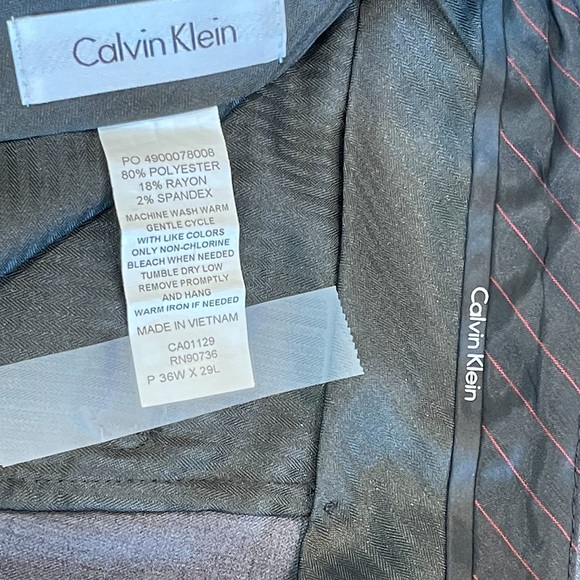 Calvin Klein
PO 4900078008
80% POLYESTER
18% RAYON
2% SPANDEX
MACHINE WASH WARM
GENTLE CYCLE
WITH LIKE COLORS
ONLY NON-CHLORINE
BLEACH WHEN NEEDED
TUMBLE DRY LOW
REMOVE PROMPTLY
AND HANG
WARM IRON IF NEEDED
MADE IN VIETNAM
CA01129
RN90736
P 36W X 29L
Calvin Klein